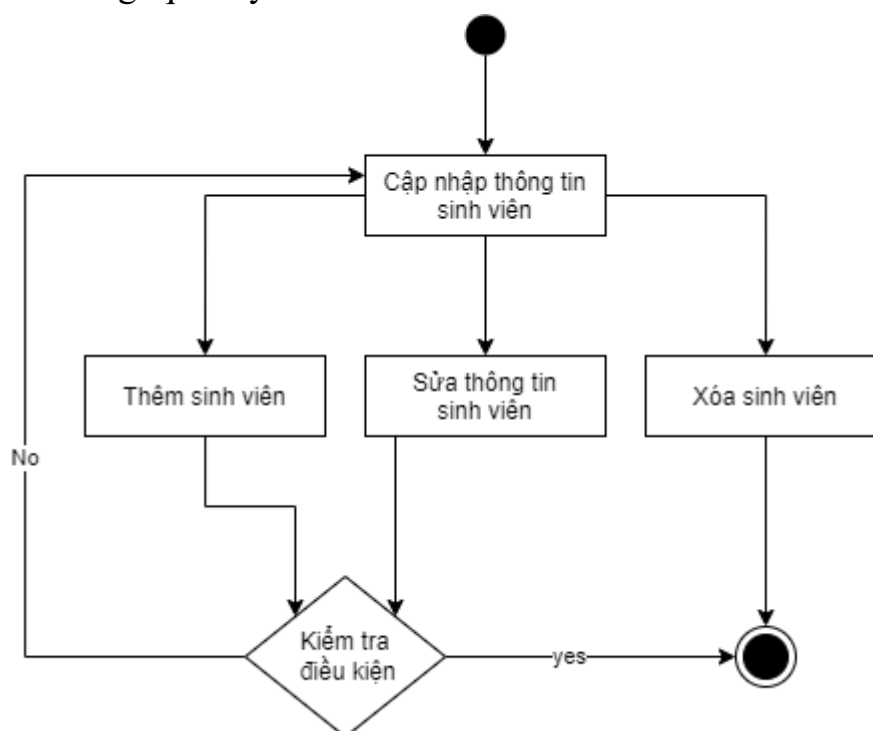 Cập nhập thông tin
sinh viên
Thêm sinh viên
Sửa thông tin
sinh viên
Xóa sinh viên
No
Kiểm tra
điều kiện
yes